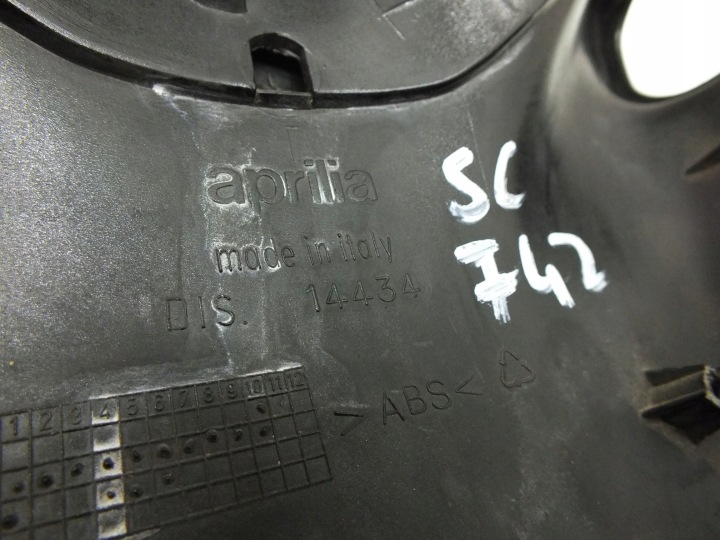 aprilia
made in italy
DIS. 14434
SC
742
1 2 3 4 5 6 7 8 9 10 11 12
>ABS<